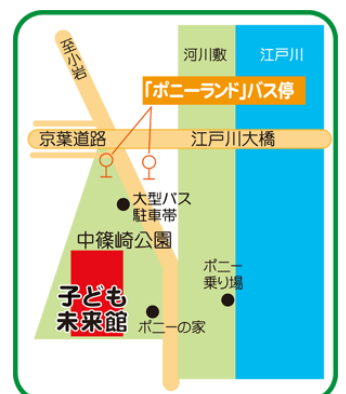 至小岩
河川敷
江戸川
「ポニーランド」バス停
京葉道路
江戸川大橋
大型バス
駐車帯
中篠崎公園
ポニー
乗り場
子ども
未来館
ポニーの家